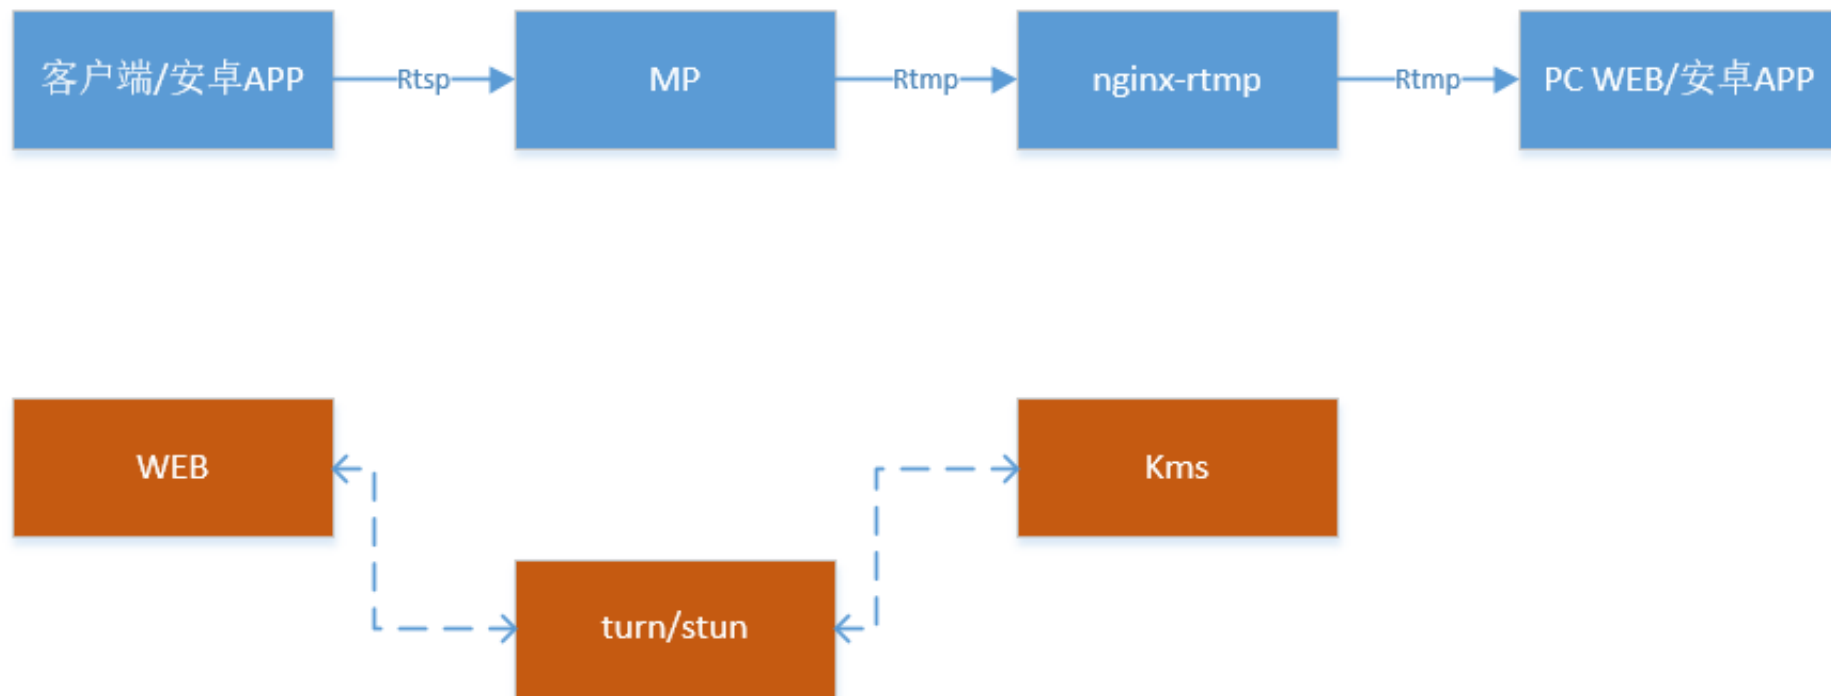 客户端/安卓APP
Rtsp
MP
Rtmp
nginx-rtmp
Rtmp
PC WEB/安卓APP
WEB
Kms
turn/stun